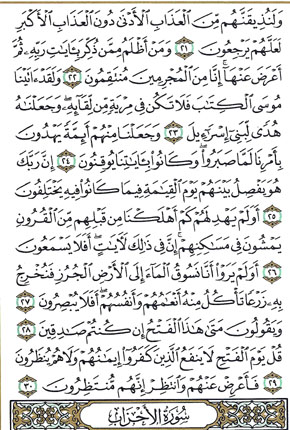 وَلَنُذِيقَنَّهُم مِّنَ ٱلْعَذَابِ ٱلْأَدْنَىٰ دُونَ ٱلْعَذَابِ ٱلْأَكْبَرِ
لَعَلَّهُمْ يَرْجِعُونَ ٢١ وَمَنْ أَظْلَمُ مِمَّن ذُكِّرَ بِـَٔايَـٰتِ رَبِّهِۦ ثُمَّ
أَعْرَضَ عَنْهَآ ۚ إِنَّا مِنَ ٱلْمُجْرِمِينَ مُنتَقِمُونَ ٢٢ وَلَقَدْ ءَاتَيْنَا
مُوسَى ٱلْكِتَـٰبَ فَلَا تَكُن فِى مِرْيَةٍ مِّن لِّقَآئِهِۦ ۖ وَجَعَلْنَـٰهُ
هُدًى لِّبَنِىٓ إِسْرَٰٓءِيلَ ٢٣ وَجَعَلْنَا مِنْهُمْ أَئِمَّةً يَهْدُونَ
بِأَمْرِنَا لَمَّا صَبَرُوا۟ ۖ وَكَانُوا۟ بِـَٔايَـٰتِنَا يُوقِنُونَ ٢٤ إِنَّ رَبَّكَ
هُوَ يَفْصِلُ بَيْنَهُمْ يَوْمَ ٱلْقِيَـٰمَةِ فِيمَا كَانُوا۟ فِيهِ يَخْتَلِفُونَ
٢٥ أَوَلَمْ يَهْدِ لَهُمْ كَمْ أَهْلَكْنَا مِن قَبْلِهِم مِّنَ ٱلْقُرُونِ
يَمْشُونَ فِى مَسَـٰكِنِهِمْ ۚ إِنَّ فِى ذَٰلِكَ لَـَٔايَـٰتٍ ۖ أَفَلَا يَسْمَعُونَ
٢٦ أَوَلَمْ يَرَوْا۟ أَنَّا نَسُوقُ ٱلْمَآءَ إِلَى ٱلْأَرْضِ ٱلْجُرُزِ فَنُخْرِجُ
بِهِۦ زَرْعًا تَأْكُلُ مِنْهُ أَنْعَـٰمُهُمْ وَأَنفُسُهُمْ ۖ أَفَلَا يُبْصِرُونَ ٢٧
وَيَقُولُونَ مَتَىٰ هَـٰذَا ٱلْفَتْحُ إِن كُنتُمْ صَـٰدِقِينَ ٢٨
قُلْ يَوْمَ ٱلْفَتْحِ لَا يَنفَعُ ٱلَّذِينَ كَفَرُوٓا۟ إِيمَـٰنُهُمْ وَلَا هُمْ يُنظَرُونَ
٢٩ فَأَعْرِضْ عَنْهُمْ وَٱنتَظِرْ إِنَّهُم مُّنتَظِرُونَ ٣٠
سُورَةُ الأَحْزَابِ